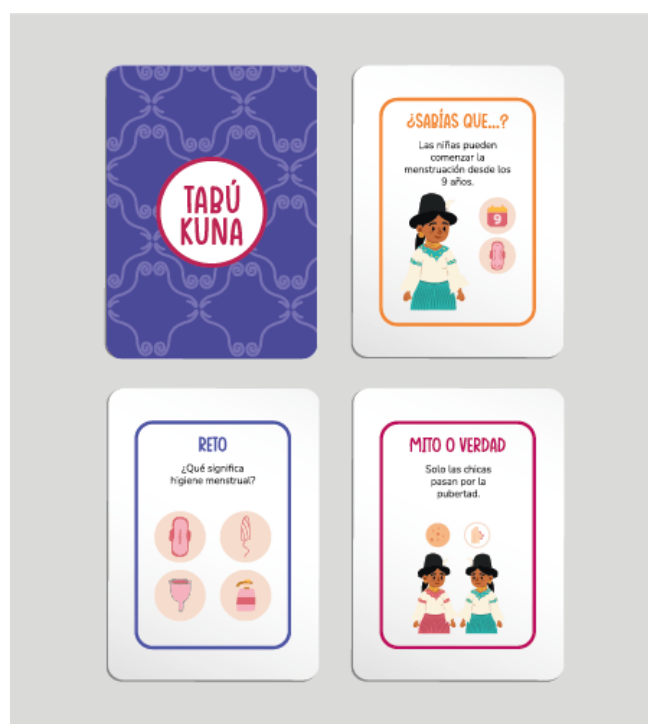 TABÚ
KUNA
¿SABÍAS QUE...?
Las niñas pueden
comenzar la
menstruación desde los
9 años.
9
RETO
¿Qué significa
higiene menstrual?
MITO O VERDAD
Solo las chicas
pasan por la
pubertad.